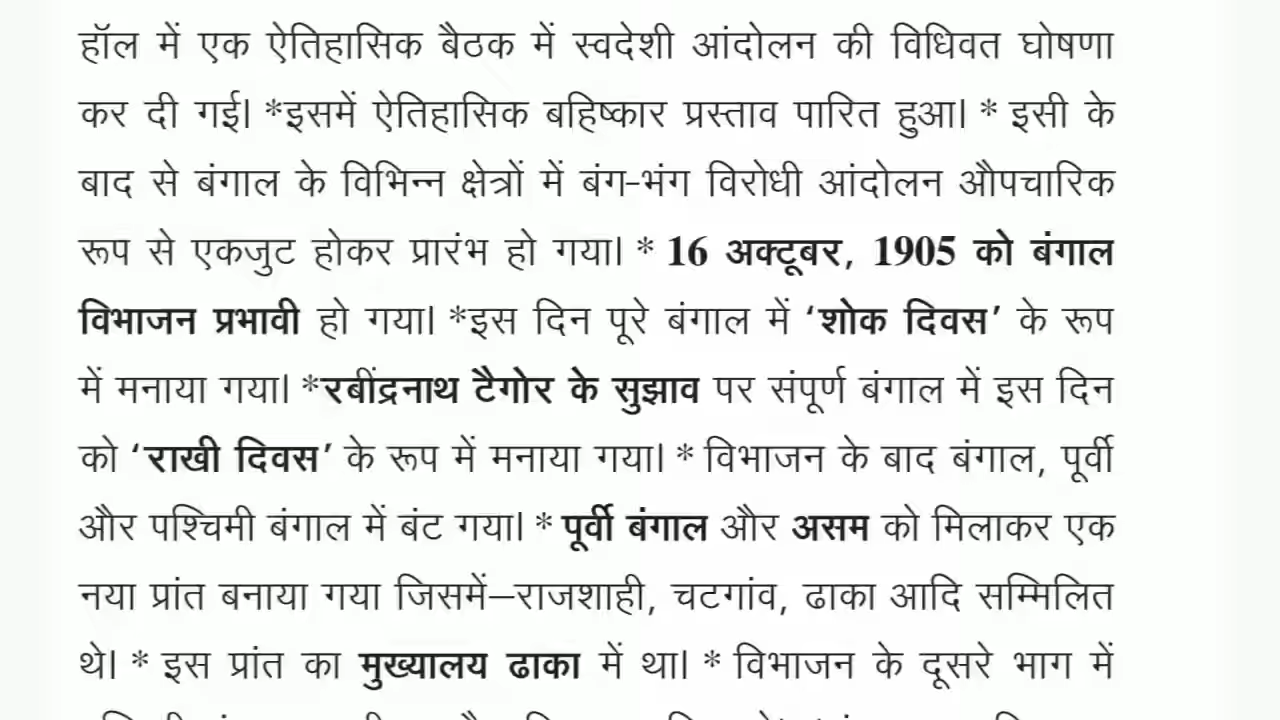 हॉल में एक ऐतिहासिक बैठक में स्वदेशी आंदोलन की विधिवत घोषणा
कर दी गई। *इसमें ऐतिहासिक बहिष्कार प्रस्ताव पारित हुआ। * इसी के
बाद से बंगाल के विभिन्न क्षेत्रों में बंग-भंग विरोधी आंदोलन औपचारिक
रूप से एकजुट होकर प्रारंभ हो गया। * 16 अक्टूबर, 1905 को बंगाल
विभाजन प्रभावी हो गया। *इस दिन पूरे बंगाल में ‘शोक दिवस’ के रूप
में मनाया गया। *रबींद्रनाथ टैगोर के सुझाव पर संपूर्ण बंगाल में इस दिन
को ‘राखी दिवस’ के रूप में मनाया गया। * विभाजन के बाद बंगाल, पूर्वी
और पश्चिमी बंगाल में बंट गया। * पूर्वी बंगाल और असम को मिलाकर एक
नया प्रांत बनाया गया जिसमें—राजशाही, चटगांव, ढाका आदि सम्मिलित
थे। * इस प्रांत का मुख्यालय ढाका में था। * विभाजन के दूसरे भाग में